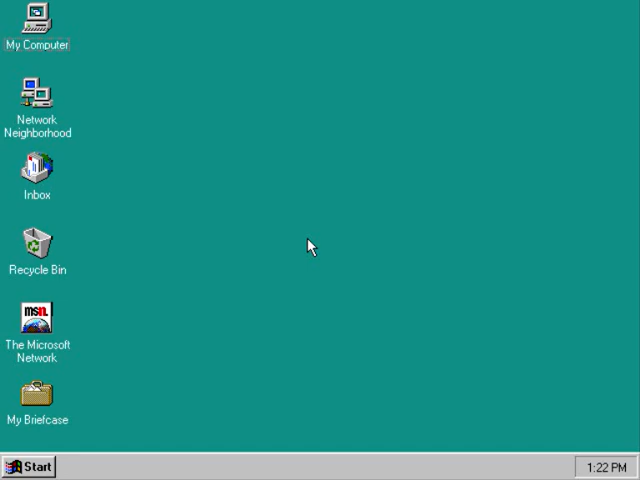 My Computer
Network
Neighborhood
Inbox
Recycle Bin
msn.
The Microsoft
Network
My Briefcase
Start
1:22 PM